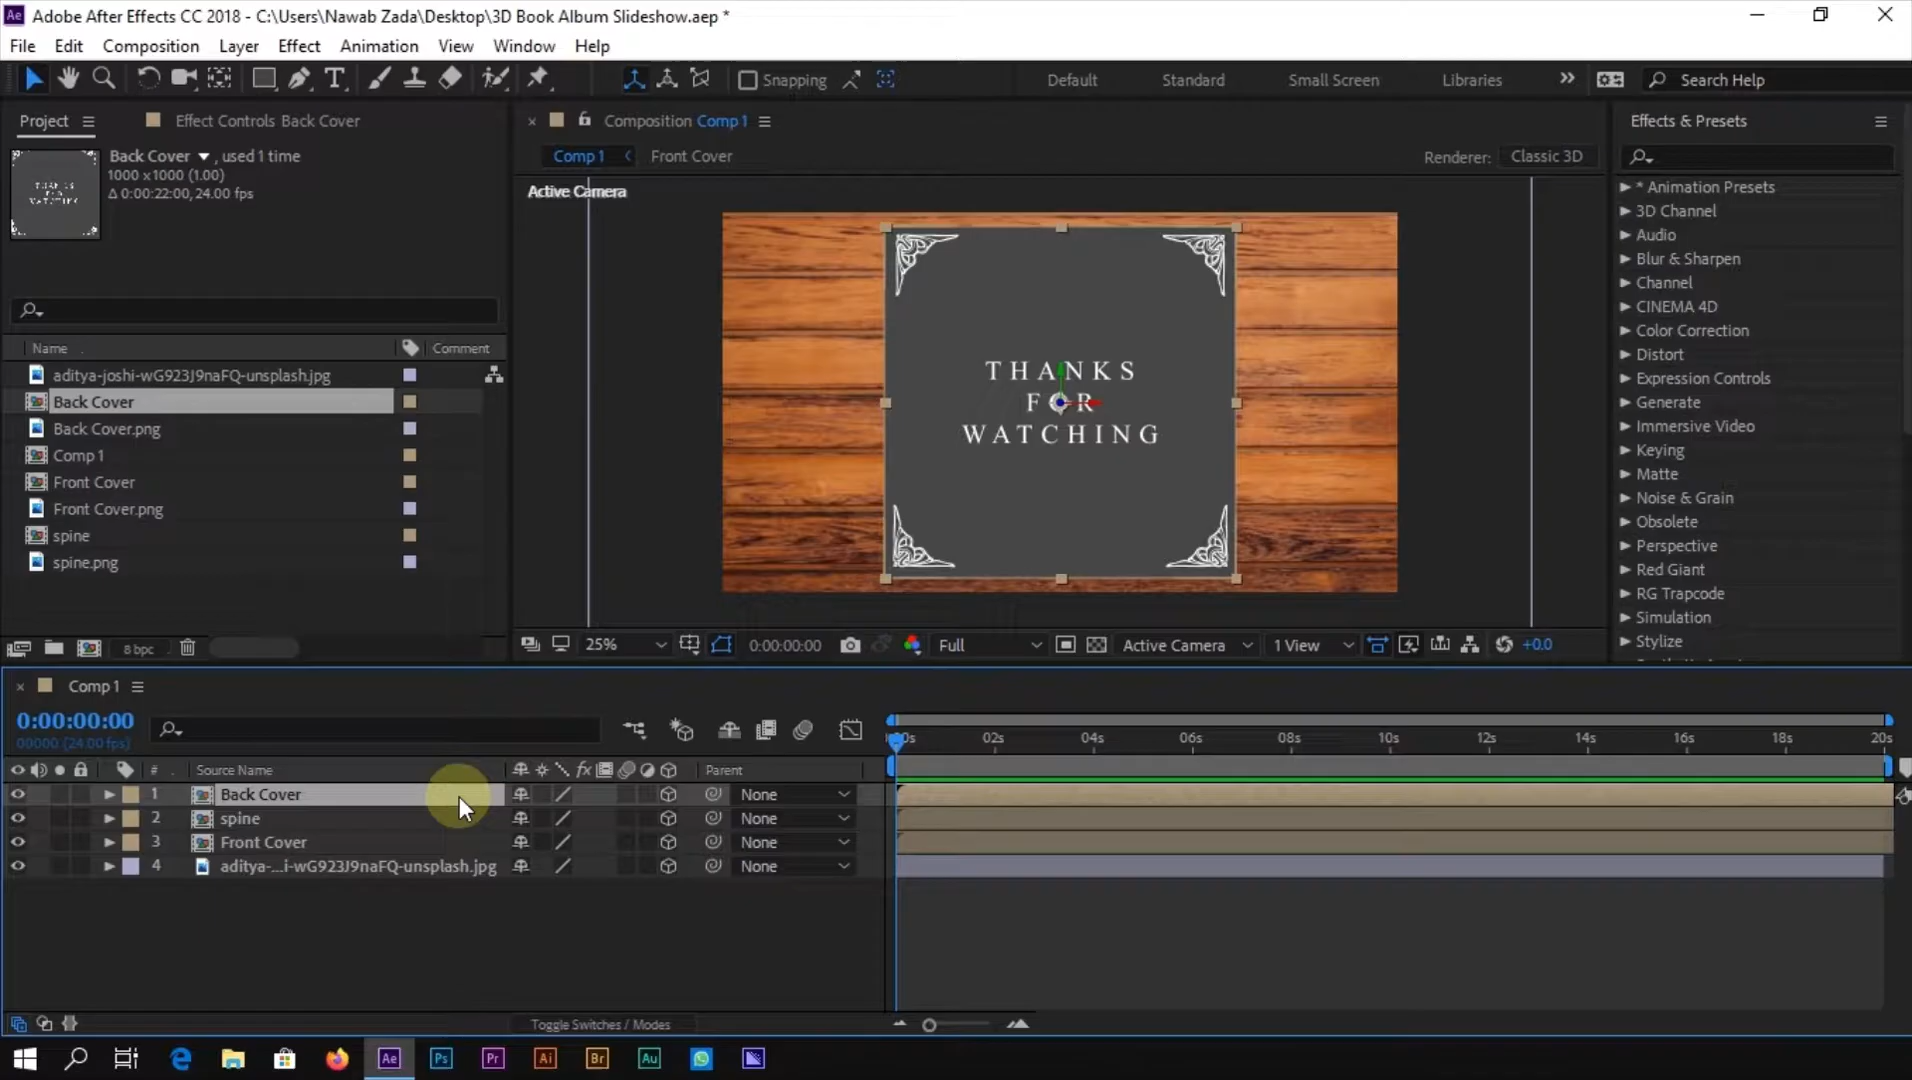 Adobe After Effects CC 2018 - C:\Users\Nawab Zada\Desktop\3D Book Album Slideshow.aep *
File Edit Composition Layer Effect Animation View Window Help
Snapping Default Standard Small Screen Libraries Search Help
Project Effect Controls Back Cover
Back Cover , used 1 time
1000 x1000 (1.00)
Δ 0:00:22:00, 24.00 fps
Name Comment
aditya-joshi-wG923J9naFQ-unsplash.jpg
Back Cover
Back Cover.png
Comp 1
Front Cover
Front Cover.png
spine
spine.png
8 bpc
Composition Comp 1
Comp 1 Front Cover
Renderer: Classic 3D
Active Camera
THANKS
FOR
WATCHING
25% 0:00:00:00 Full Active Camera 1 View +0.0
Effects & Presets
* Animation Presets
3D Channel
Audio
Blur & Sharpen
Channel
CINEMA 4D
Color Correction
Distort
Expression Controls
Generate
Immersive Video
Keying
Matte
Noise & Grain
Obsolete
Perspective
Red Giant
RG Trapcode
Simulation
Stylize
Comp 1
0:00:00:00
00000 (24.00 fps)
02s 04s 06s 08s 10s 12s 14s 16s 18s 20s
# Source Name Parent
1 Back Cover None
2 spine None
3 Front Cover None
4 aditya-...i-wG923J9naFQ-unsplash.jpg None
Toggle Switches / Modes
Ae Ps Pr Ai Br Au